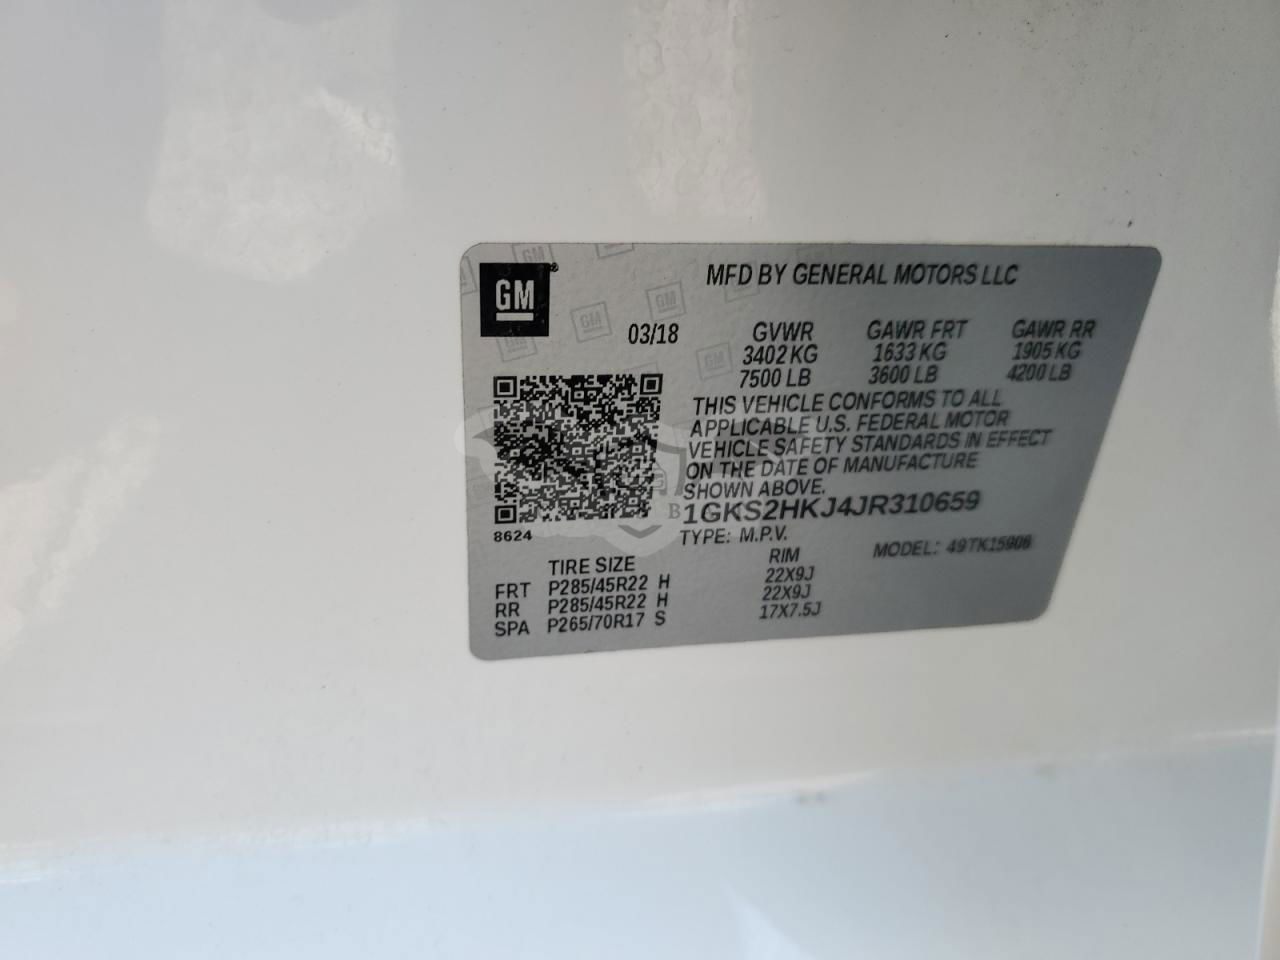 GM
MFD BY GENERAL MOTORS LLC
03/18 GVWR GAWR FRT GAWR RR
3402 KG 1633 KG 1905 KG
7500 LB 3600 LB 4200 LB
THIS VEHICLE CONFORMS TO ALL
APPLICABLE U.S. FEDERAL MOTOR
VEHICLE SAFETY STANDARDS IN EFFECT
ON THE DATE OF MANUFACTURE
SHOWN ABOVE.
1GKS2HKJ4JR310659
8624
TYPE: M.P.V. MODEL: 49TK15906
TIRE SIZE RIM
FRT P285/45R22 H 22X9J
RR P285/45R22 H 22X9J
SPA P265/70R17 S 17X7.5J